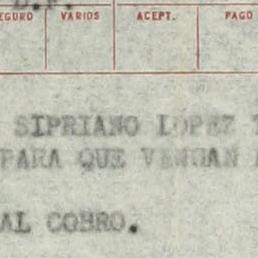 D.F.
EGURO VARIOS ACEPT. PAGO
SIPRIANO LOPEZ
PARA QUE VENGAN
AL COBRO.